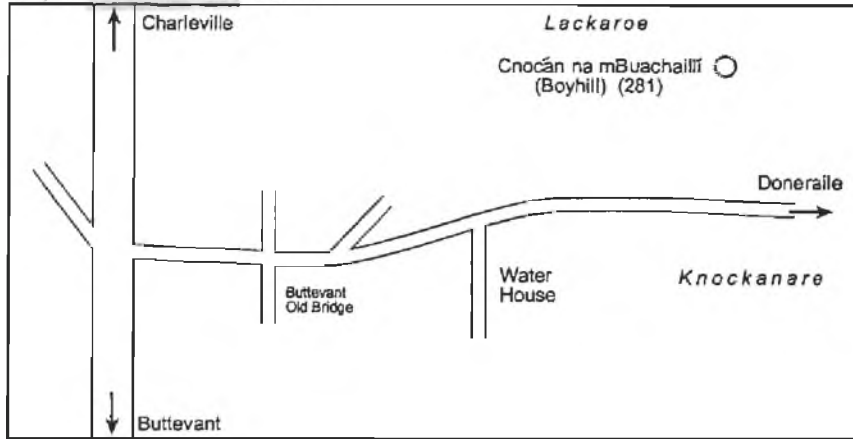 Charleville
Lackaroe
Cnocán na mBuachaillí
(Boyhill) (281)
Doneraile
Buttevant
Old Bridge
Water
House
Knockanare
Buttevant